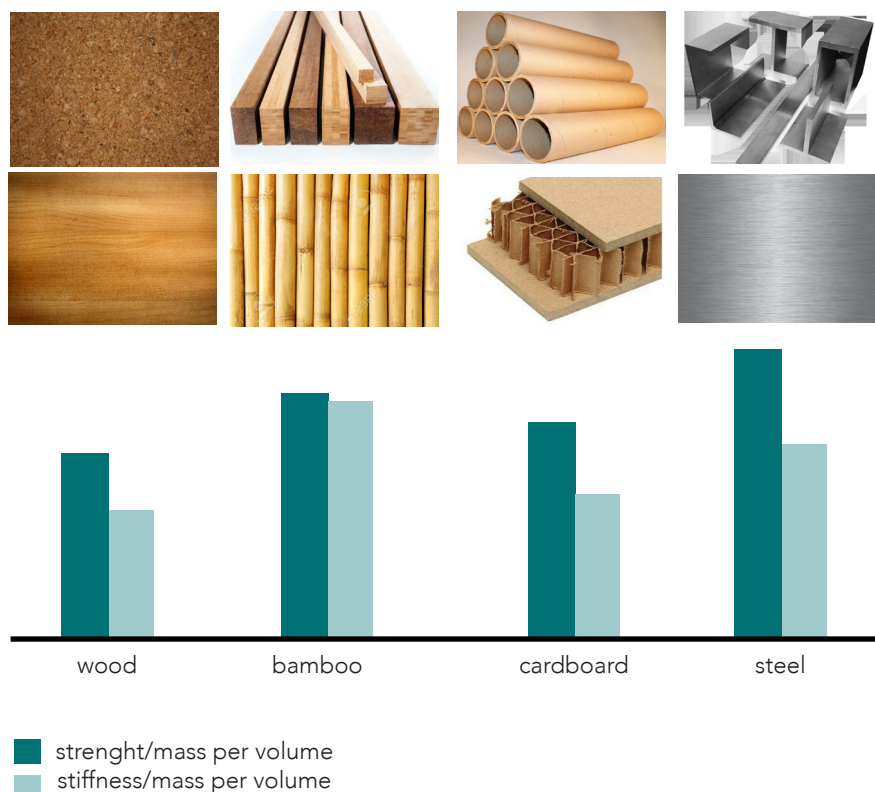 wood
bamboo
cardboard
steel
strenght/mass per volume
stiffness/mass per volume